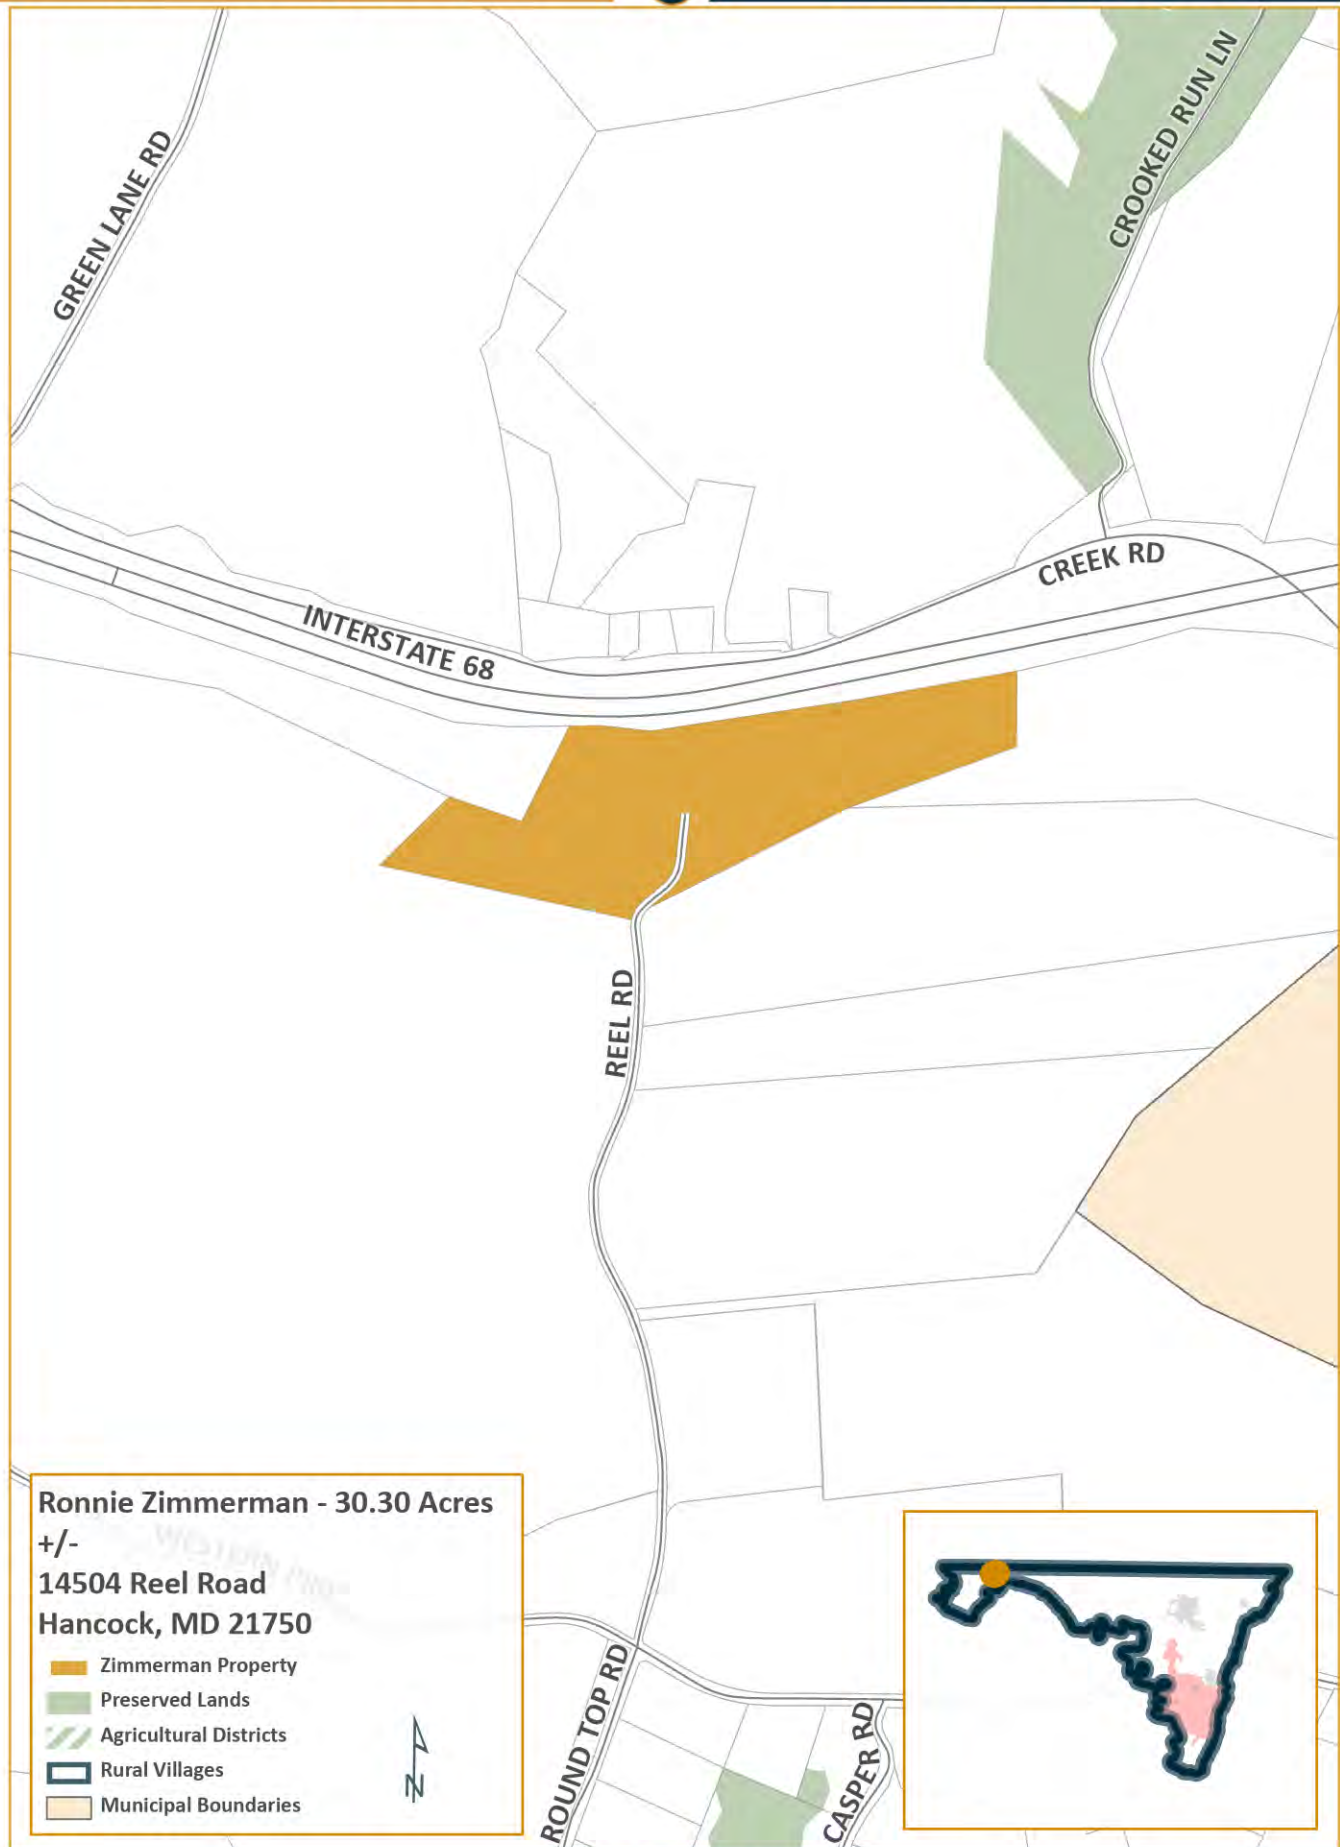 GREEN LANE RD
CROOKED RUN LN
CREEK RD
INTERSTATE 68
REEL RD
Ronnie Zimmerman - 30.30 Acres
+/-
14504 Reel Road
Hancock, MD 21750
WESTERN PIKE
Zimmerman Property
Preserved Lands
Agricultural Districts
Rural Villages
Municipal Boundaries
N
ROUND TOP RD
CASPER RD